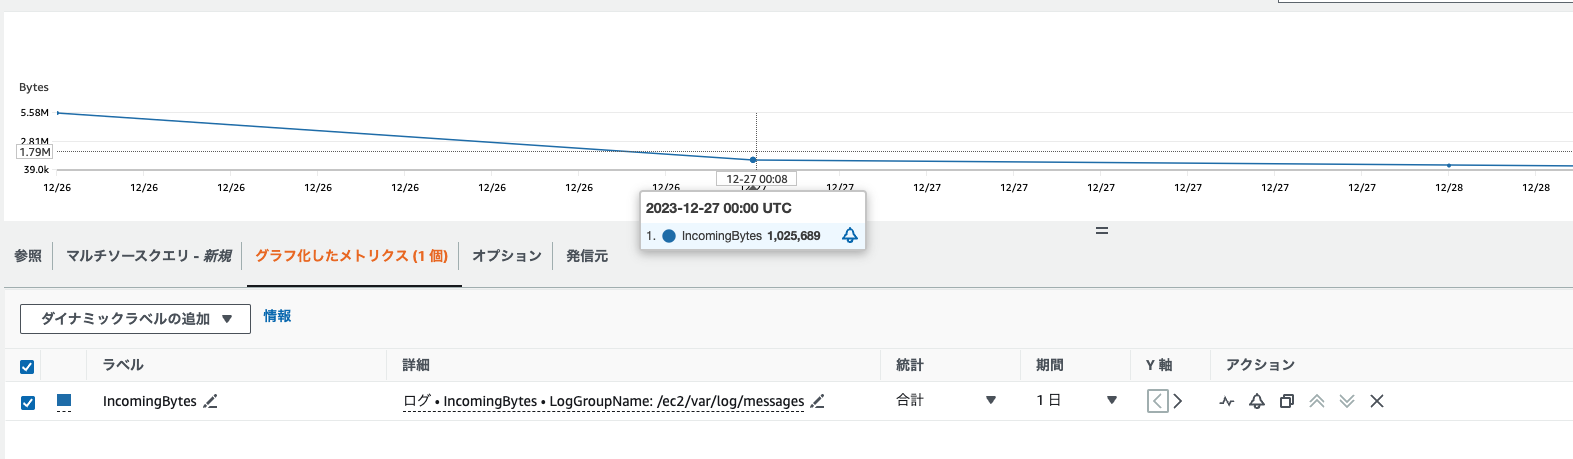 Bytes
5.58M
2.81M
1.79M
39.0k
12/26 12/26 12/26 12/26 12/26 12/26 12/26 12/26 12/27 12/27 12/27 12/27 12/27 12/27 12/27 12/27 12/28 12/28
12-27 00:08
2023-12-27 00:00 UTC
1. IncomingBytes 1,025,689
参照 マルチソースクエリ - 新規 グラフ化したメトリクス (1 個) オプション 発信元
ダイナミックラベルの追加 ▼ 情報
ラベル 詳細 統計 期間 Y 軸 アクション
IncomingBytes ログ • IncomingBytes • LogGroupName: /ec2/var/log/messages 合計 ▼ 1 日 ▼